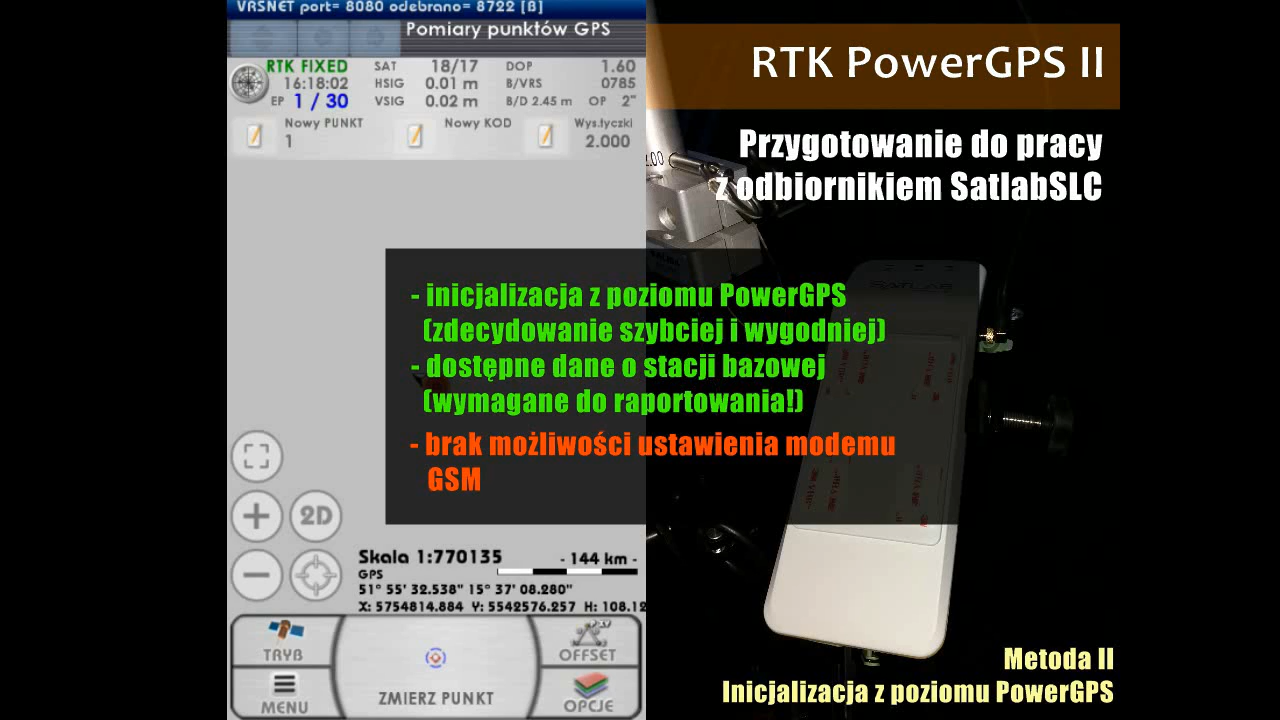 VRSNET port= 8080 odebrano= 8722 [B]
Pomiary punktów GPS
RTK FIXED
16:18:02
EP 1 / 30
SAT 18/17
HSIG 0.01 m
VSIG 0.02 m
DOP 1.60
B/VRS 0785
B/D 2.45 m OP 2"
Nowy PUNKT
1
Nowy KOD
Wys.tyczki
2.000
RTK PowerGPS II
Przygotowanie do pracy
z odbiornikiem SatlabSLC
2.00
SATLAB
- inicjalizacja z poziomu PowerGPS
(zdecydowanie szybciej i wygodniej)
- dostępne dane o stacji bazowej
(wymagane do raportowania!)
- brak możliwości ustawienia modemu
GSM
2D
Skala 1:770135
- 144 km -
GPS
51° 55' 32.538" 15° 37' 08.280"
X: 5754814.884 Y: 5542576.257 H: 108.12
TRYB
OFFSET
ZMIERZ PUNKT
MENU
OPCJE
Metoda II
Inicjalizacja z poziomu PowerGPS